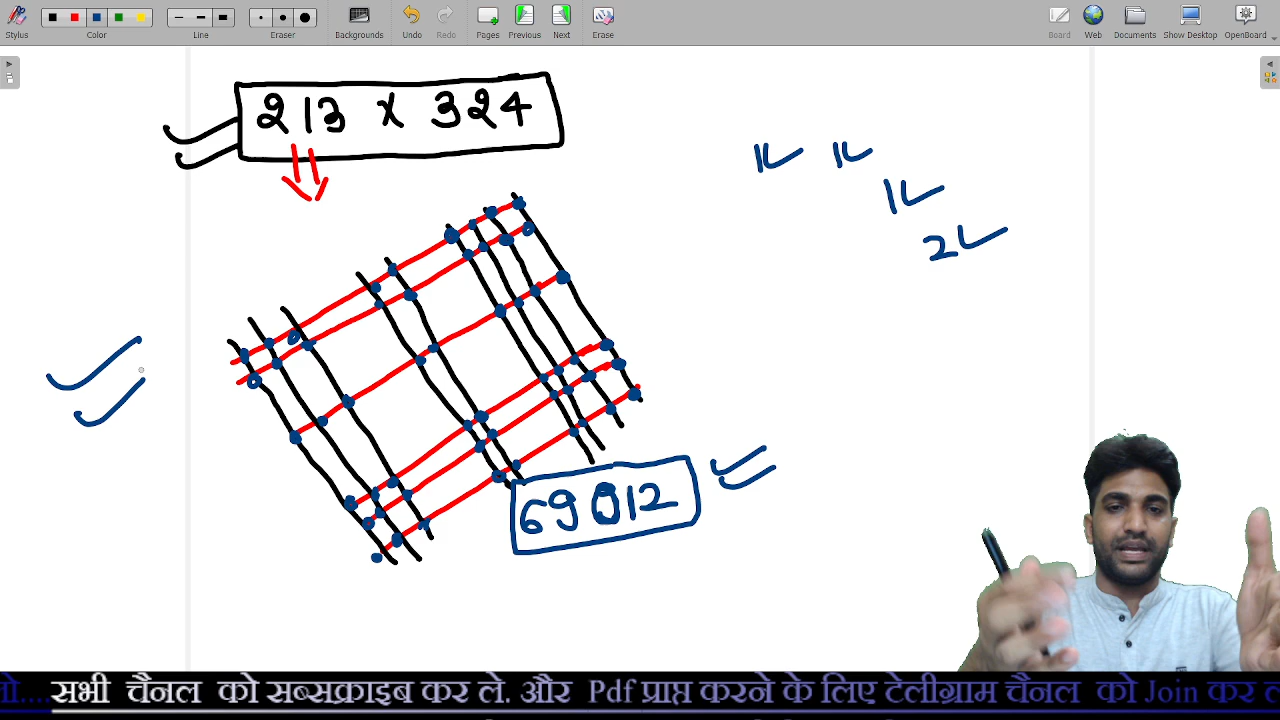 Stylus Color Line Eraser Backgrounds Undo Redo Pages Previous Next Erase Board Web Documents Show Desktop OpenBoard
213 x 324
1 1
1
2
69012
सभी चैनल को सब्सक्राइब कर ले. और Pdf प्राप्त करने के लिए टेलीग्राम चैनल को Join कर